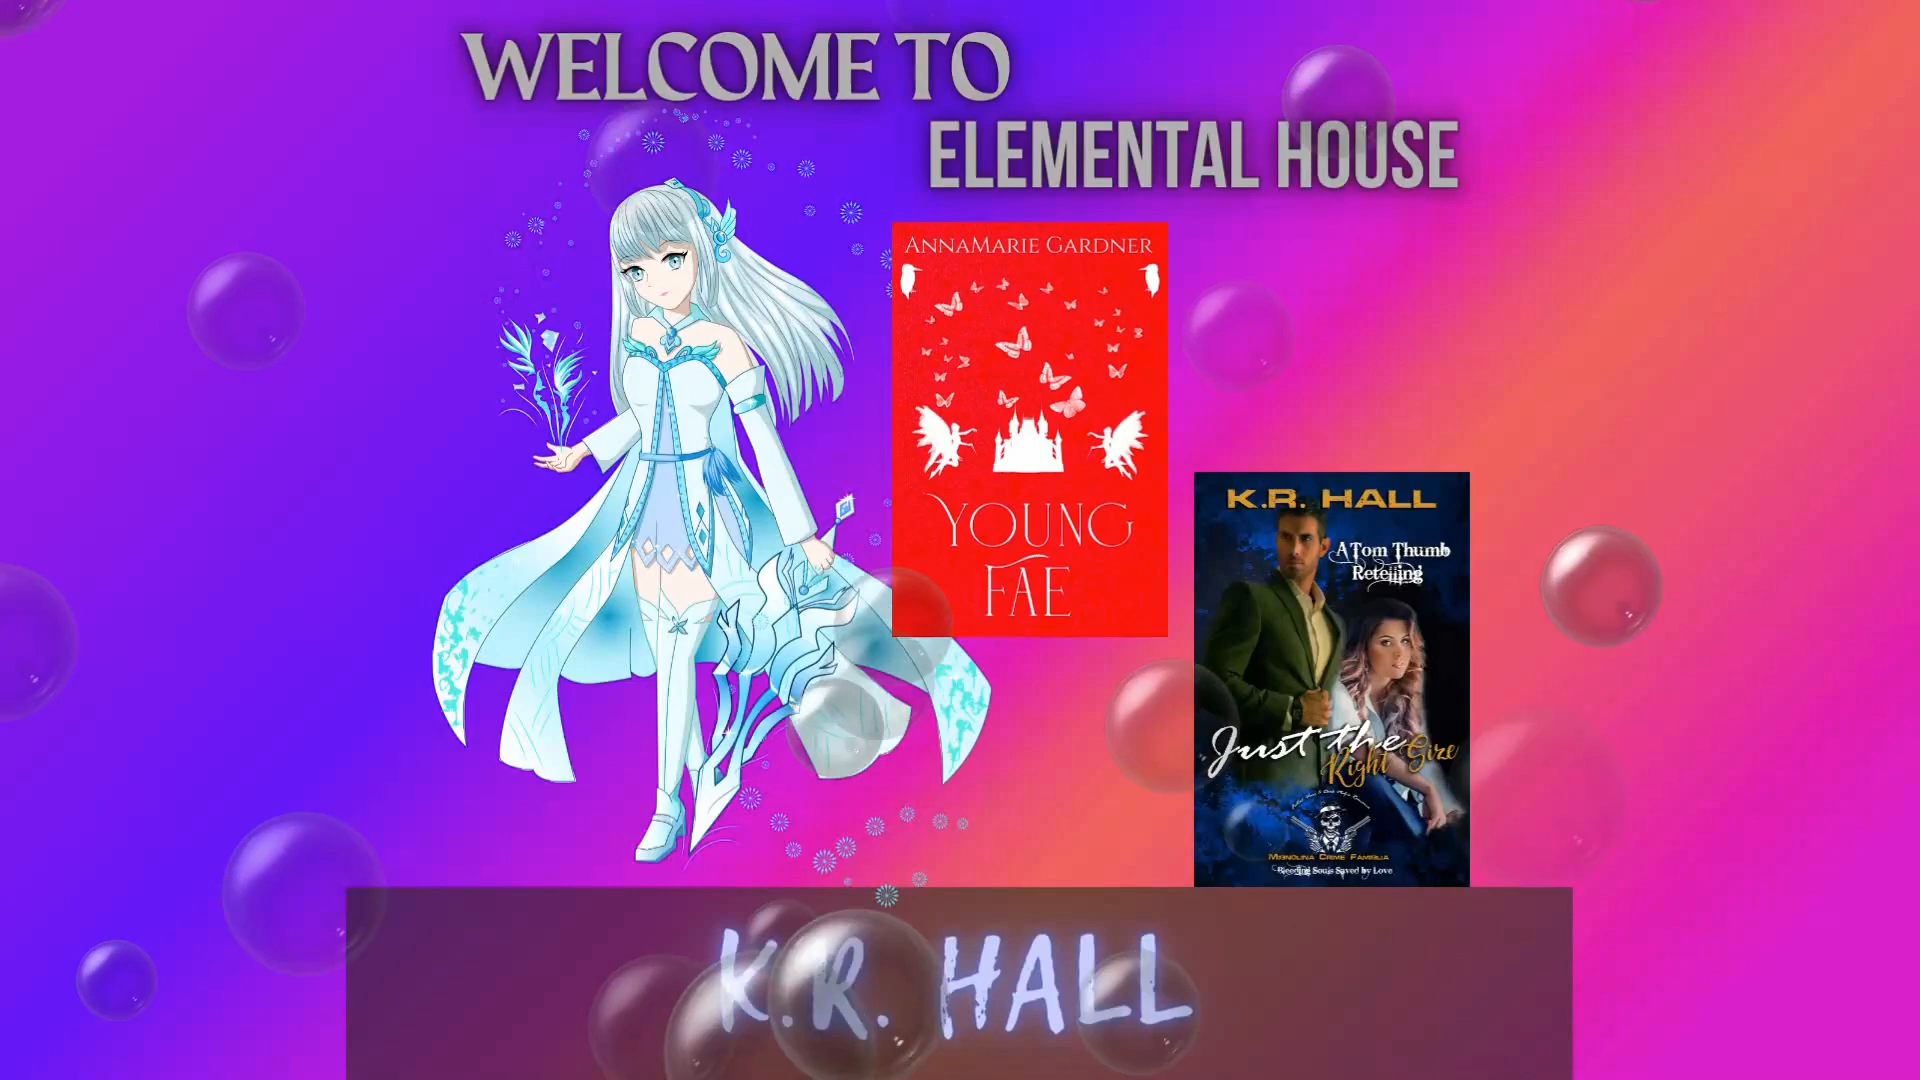 WELCOME TO
ELEMENTAL HOUSE
ANNAMARIE GARDNER
YOUNG
FAE
K.R. HALL
A Tom Thumb
Retelling
Just the
Right Size
Bleeding Souls Saved by Love
K.R. HALL